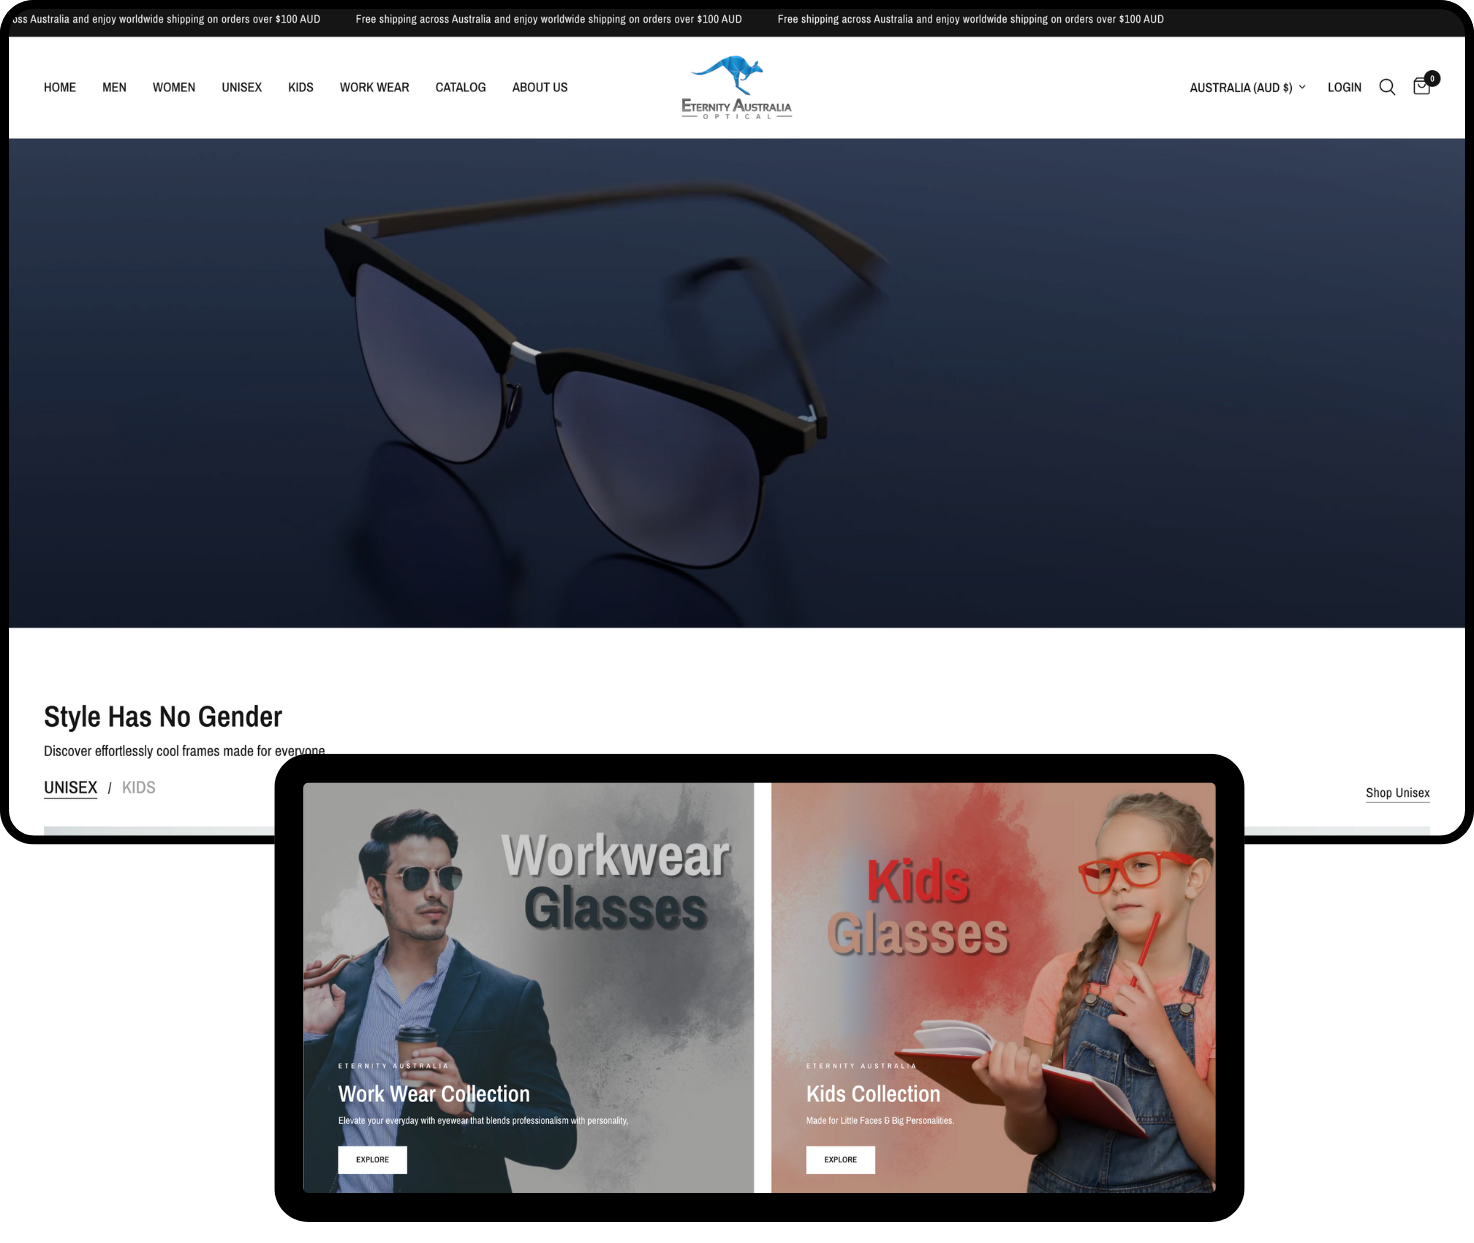 oss Australia and enjoy worldwide shipping on orders over $100 AUD Free shipping across Australia and enjoy worldwide shipping on orders over $100 AUD Free shipping across Australia and enjoy worldwide shipping on orders over $100 AUD
HOME MEN WOMEN UNISEX KIDS WORK WEAR CATALOG ABOUT US
ETERNITY AUSTRALIA
OPTICAL
AUSTRALIA (AUD $) LOGIN 0
Style Has No Gender
Discover effortlessly cool frames made for everyone
UNISEX / KIDS
Shop Unisex
Workwear
Glasses
ETERNITY AUSTRALIA
Work Wear Collection
Elevate your everyday with eyewear that blends professionalism with personality.
EXPLORE
Kids
Glasses
ETERNITY AUSTRALIA
Kids Collection
Made for Little Faces & Big Personalities.
EXPLORE